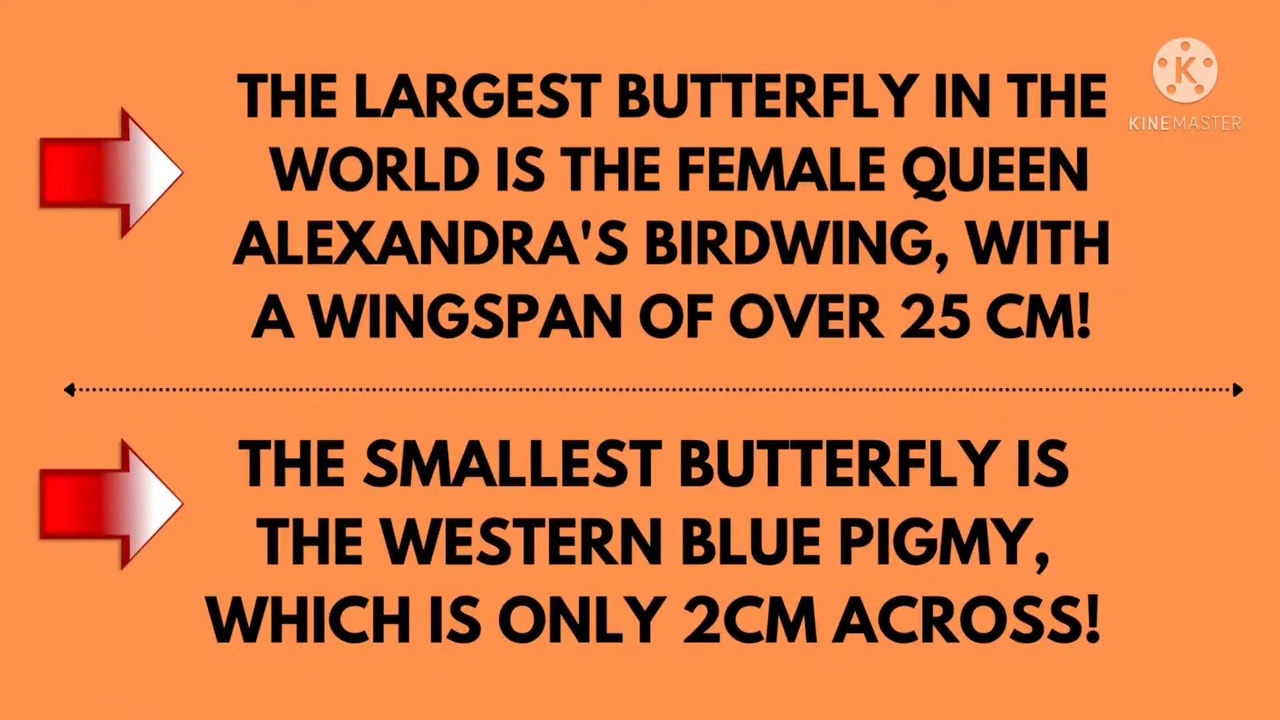 THE LARGEST BUTTERFLY IN THE
WORLD IS THE FEMALE QUEEN
ALEXANDRA'S BIRDWING, WITH
A WINGSPAN OF OVER 25 CM!
THE SMALLEST BUTTERFLY IS
THE WESTERN BLUE PIGMY,
WHICH IS ONLY 2CM ACROSS!
K
KINEMASTER